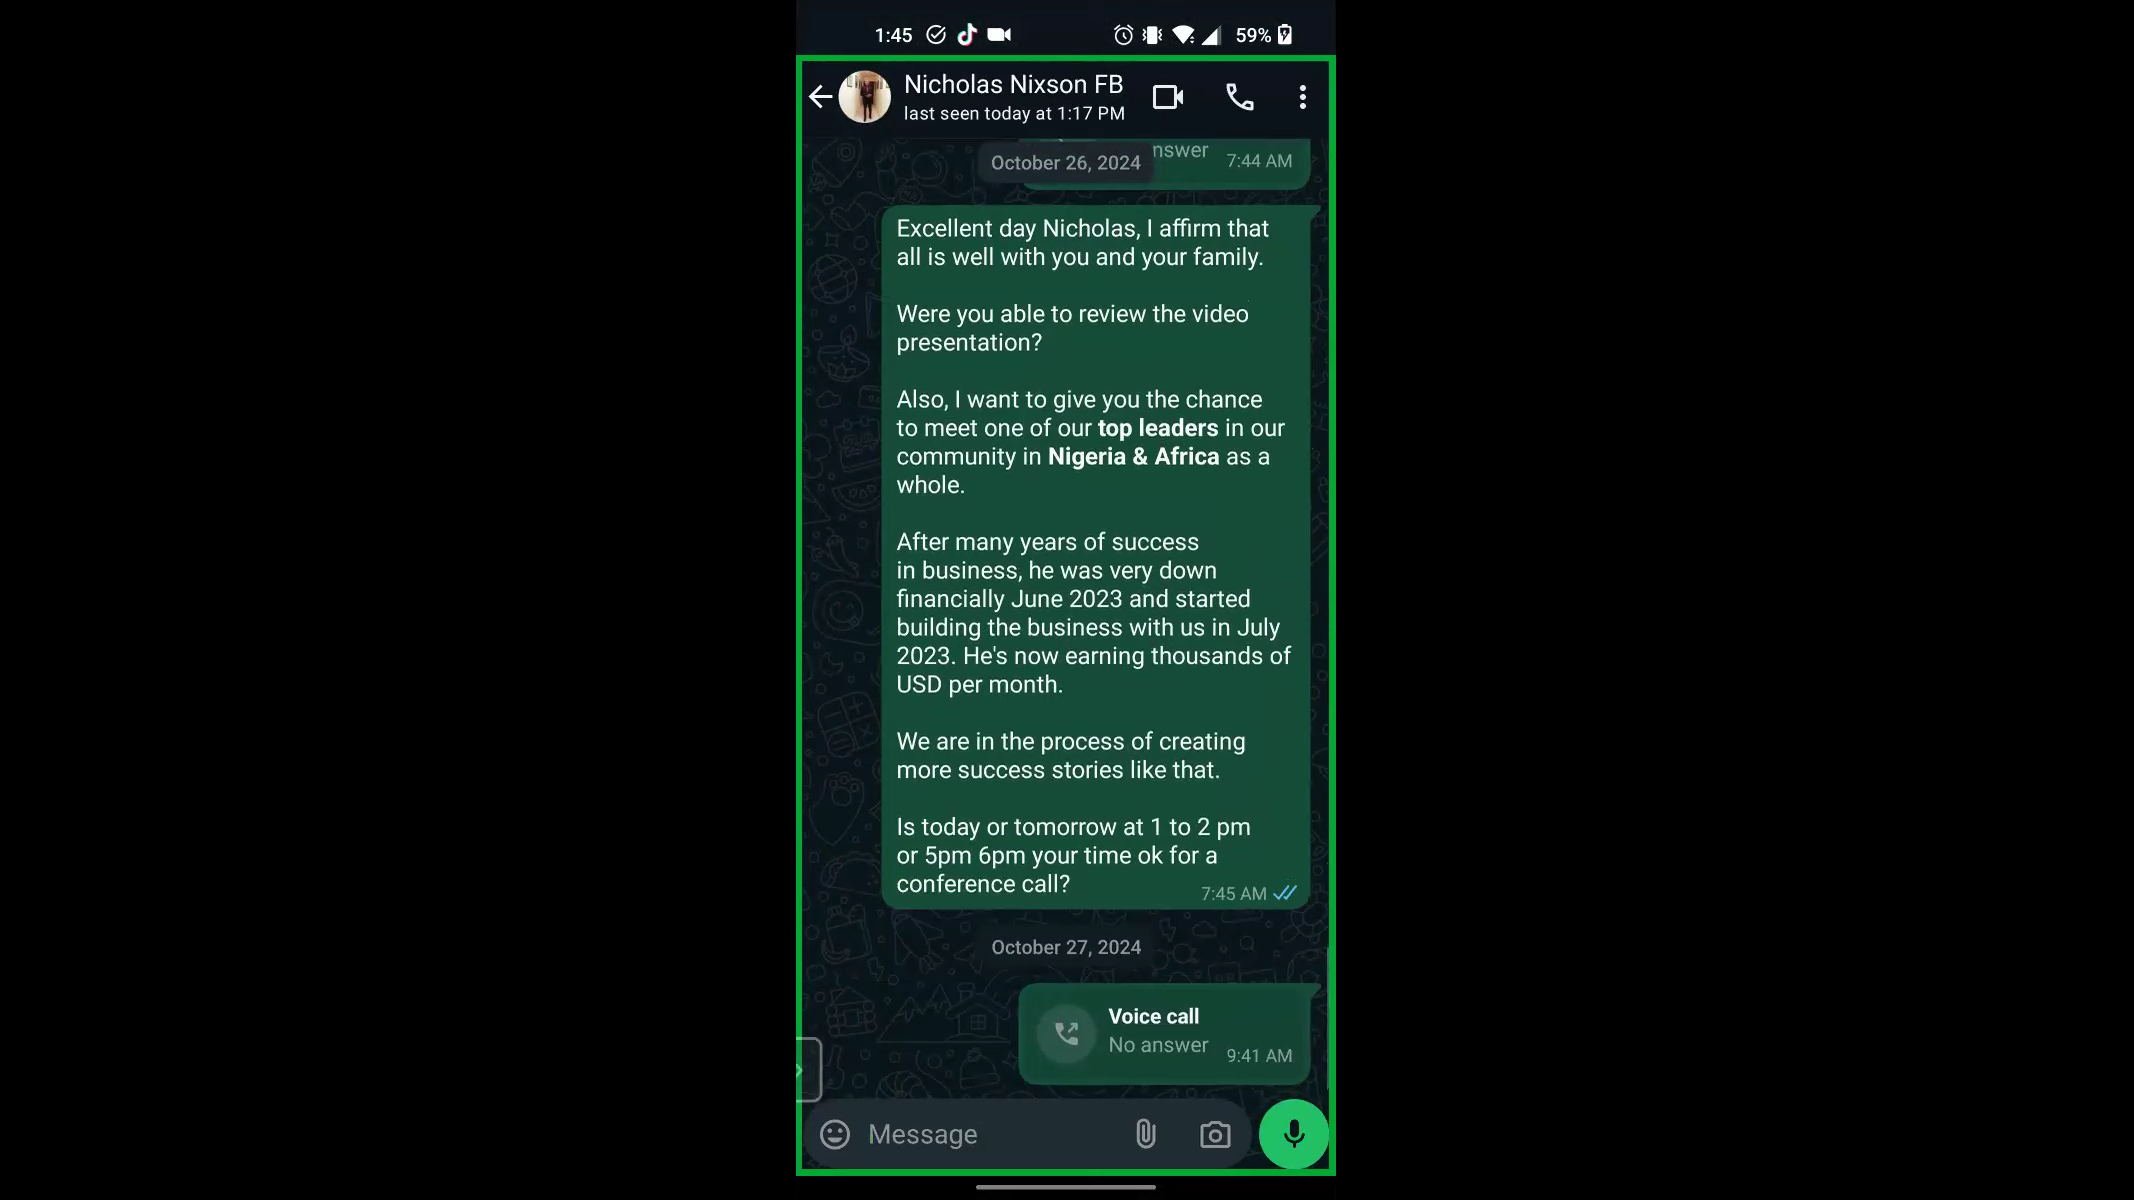 1:45
59%
Nicholas Nixson FB
last seen today at 1:17 PM
October 26, 2024
7:44 AM
Excellent day Nicholas, I affirm that
all is well with you and your family.
Were you able to review the video
presentation?
Also, I want to give you the chance
to meet one of our top leaders in our
community in Nigeria & Africa as a
whole.
After many years of success
in business, he was very down
financially June 2023 and started
building the business with us in July
2023. He's now earning thousands of
USD per month.
We are in the process of creating
more success stories like that.
Is today or tomorrow at 1 to 2 pm
or 5pm 6pm your time ok for a
conference call?
7:45 AM
October 27, 2024
Voice call
No answer
9:41 AM
Message